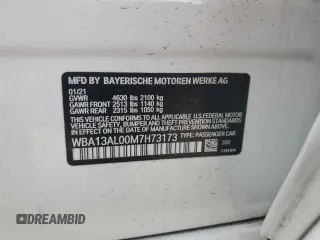 MFD BY BAYERISCHE MOTOREN WERKE AG
01/21
GVWR 4630 lbs 2100 kg
GAWR FRONT 2513 lbs 1140 kg
GAWR REAR 2315 lbs 1050 kg
THIS VEHICLE CONFORMS TO ALL APPLICABLE U.S. FEDERAL
MOTOR VEHICLE SAFETY, BUMPER, AND THEFT PREVENTION
STANDARDS IN EFFECT ON THE DATE OF MANUFACTURE SHOWN ABOVE.
WBA13AL00M7H73173 TYPE: PASSENGER CAR
300
DREAMBID